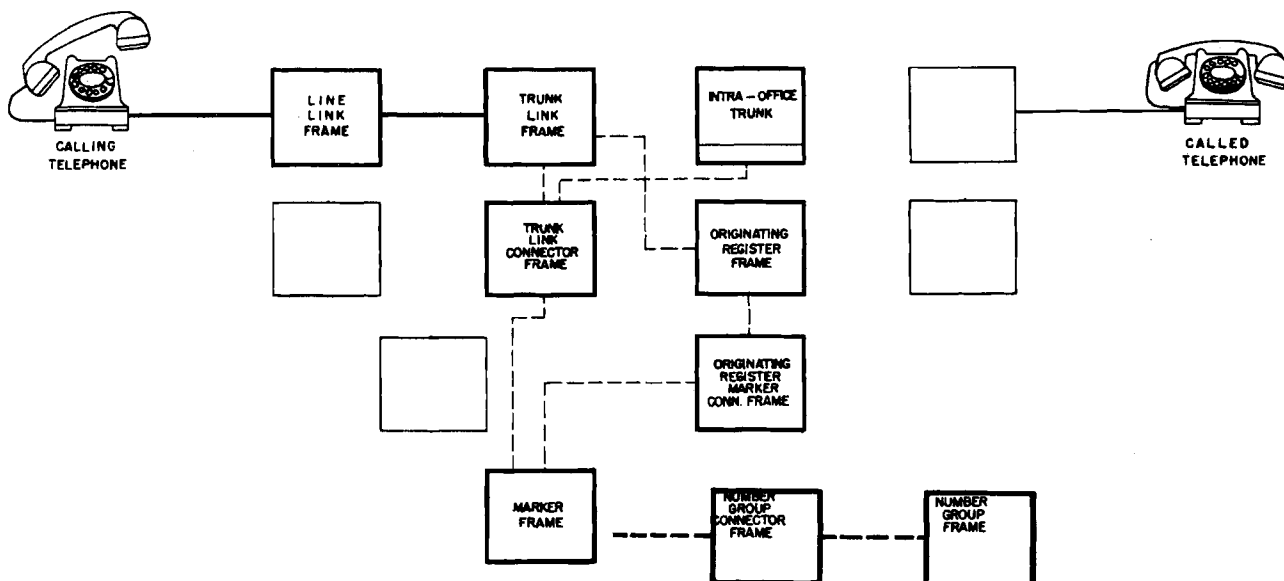 LINE
LINK
FRAME
TRUNK
LINK
FRAME
INTRA-OFFICE
TRUNK
CALLING
TELEPHONE
CALLED
TELEPHONE
TRUNK
LINK
CONNECTOR
FRAME
ORIGINATING
REGISTER
FRAME
ORIGINATING
REGISTER
MARKER
CONN. FRAME
MARKER
FRAME
NUMBER
GROUP
CONNECTOR
FRAME
NUMBER
GROUP
FRAME